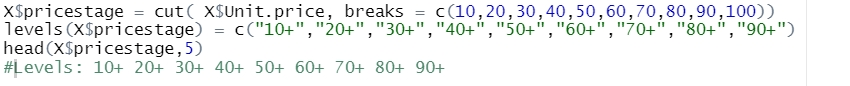 X$pricestage = cut( X$Unit.price, breaks = c(10,20,30,40,50,60,70,80,90,100))
levels(X$pricestage) = c("10+","20+","30+","40+","50+","60+","70+","80+","90+")
head(X$pricestage,5)
#Levels: 10+ 20+ 30+ 40+ 50+ 60+ 70+ 80+ 90+